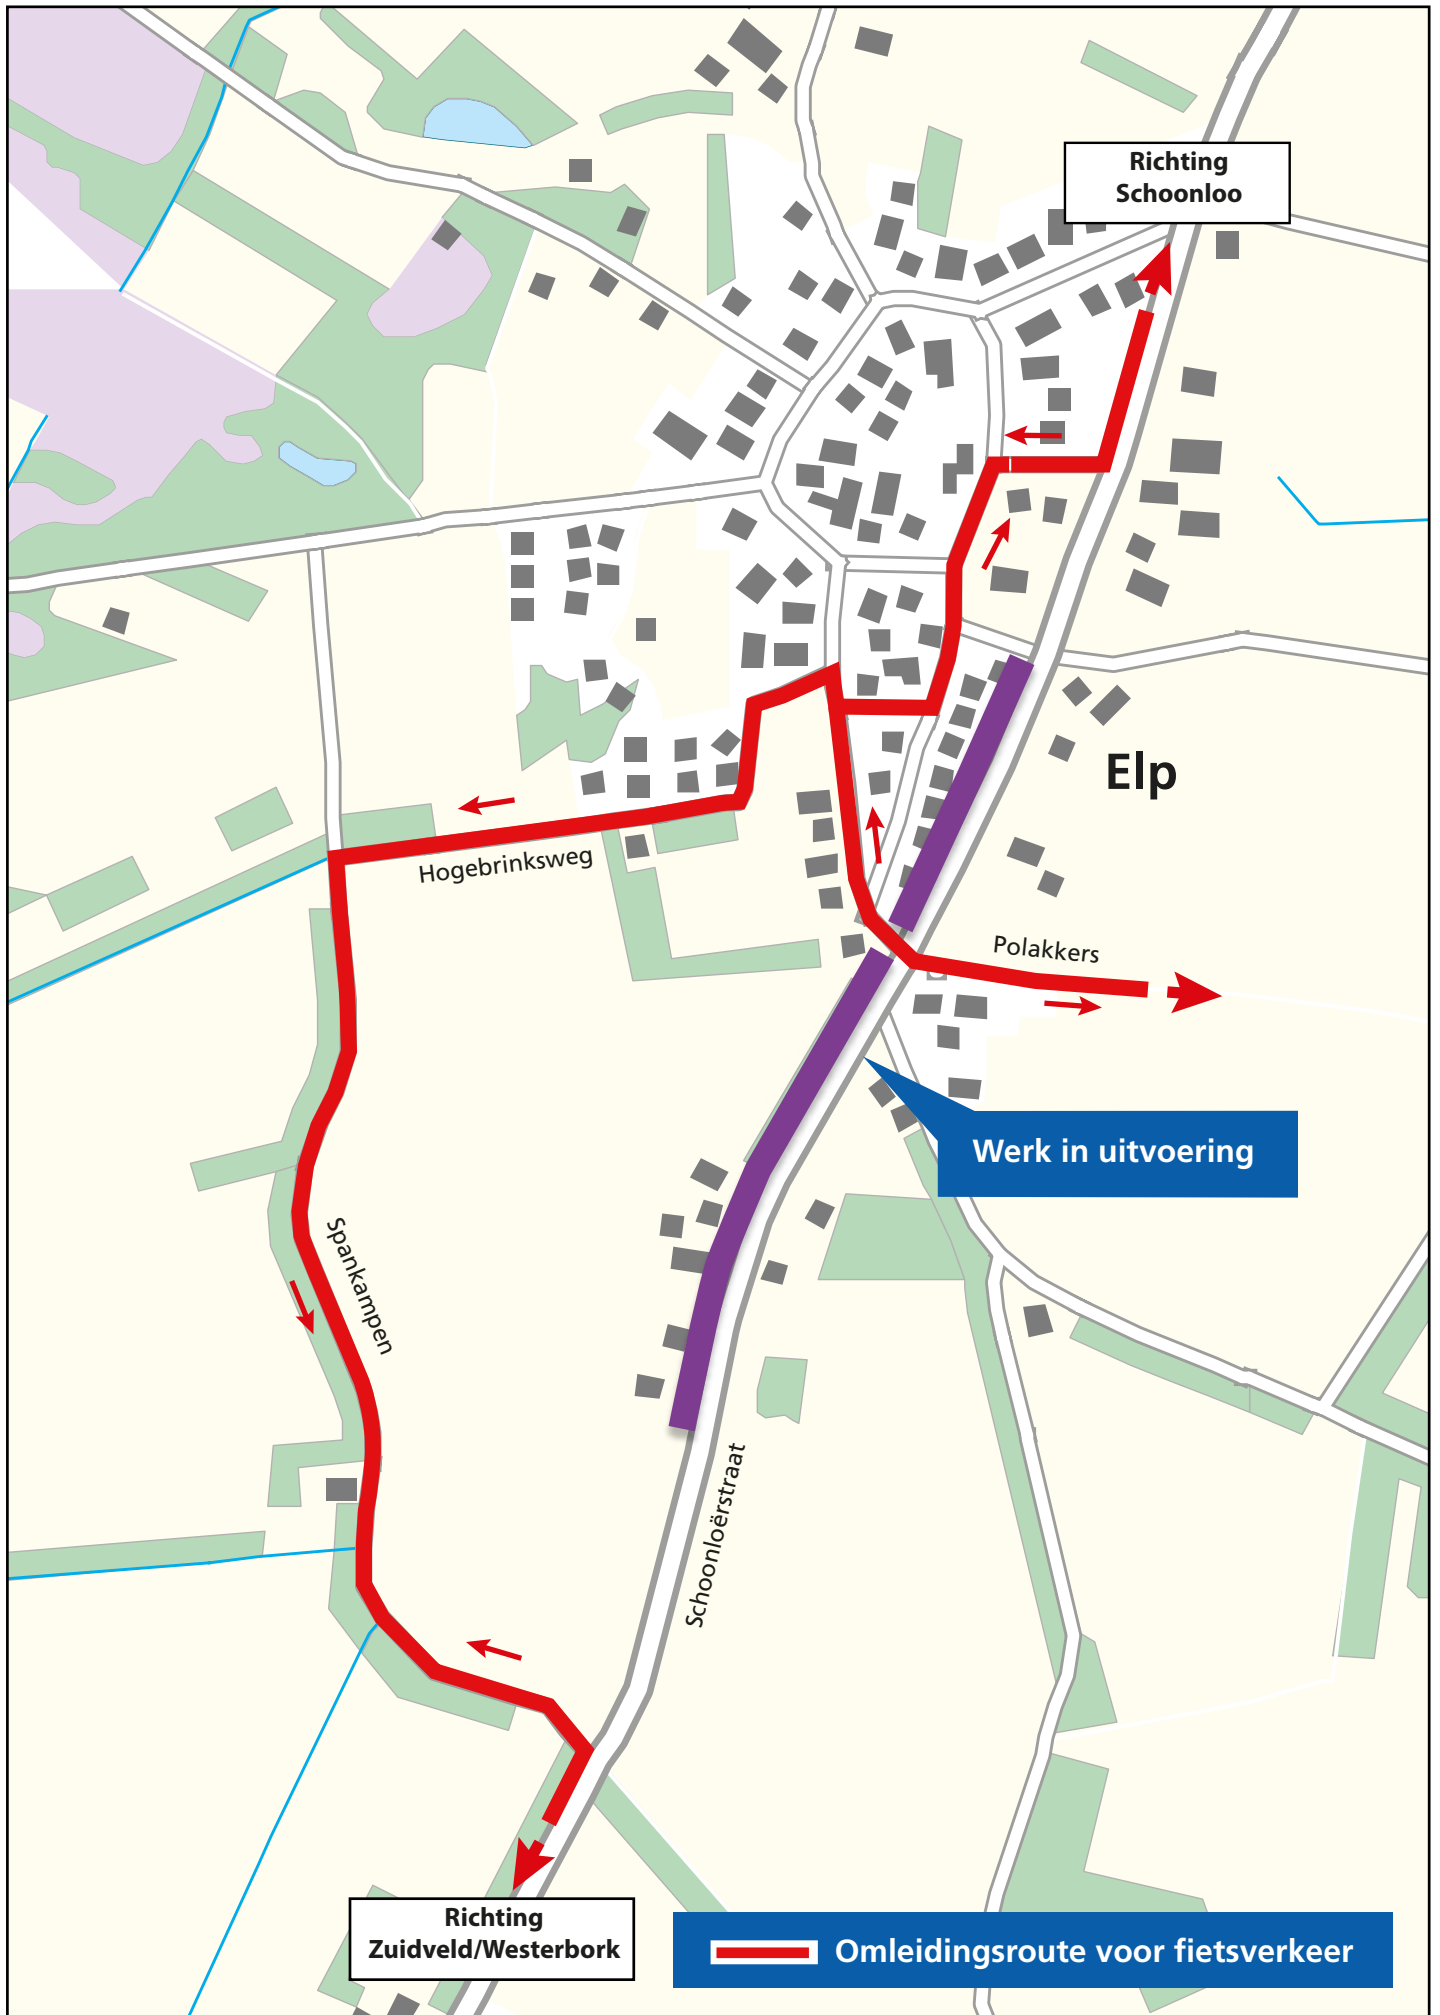 Richting
Schoonloo
Elp
Hogebrinksweg
Polakkers
Werk in uitvoering
Spankampen
Schoonloërstraat
Richting
Zuidveld/Westerbork
Omleidingsroute voor fietsverkeer